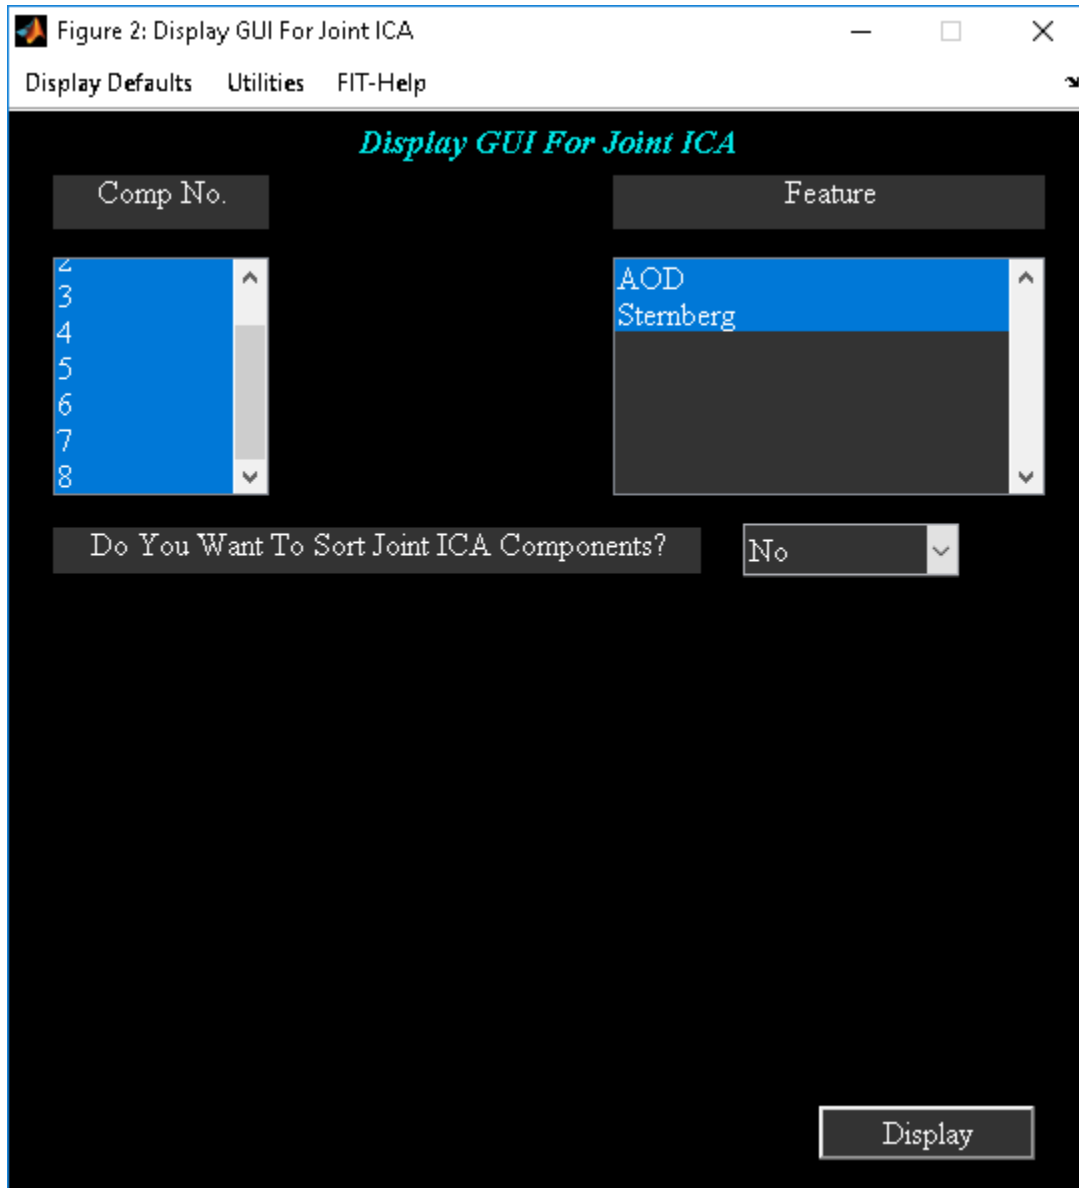 Figure 2: Display GUI For Joint ICA
Display Defaults Utilities FIT-Help
Display GUI For Joint ICA
Comp No.
Feature
2
3
4
5
6
7
8
AOD
Sternberg
Do You Want To Sort Joint ICA Components?
No
Display